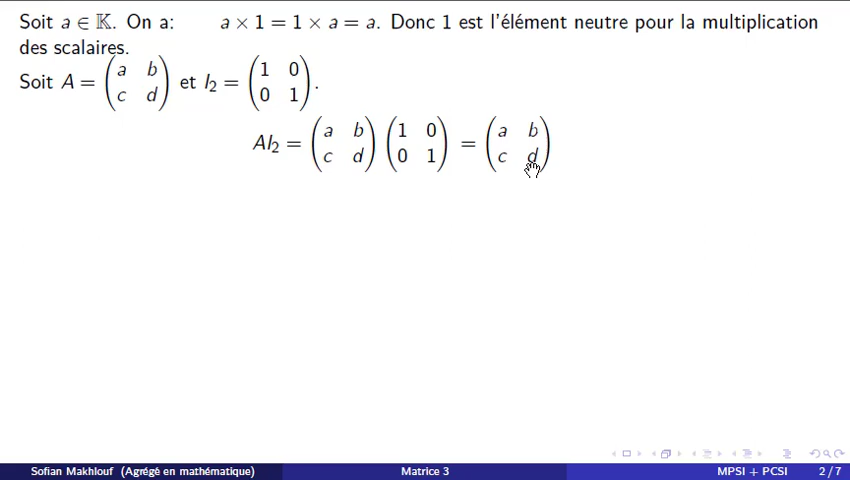 Soit a ∈ 𝕂. On a: a × 1 = 1 × a = a. Donc 1 est l'élément neutre pour la multiplication
des scalaires.
Soit A = (a b; c d) et I₂ = (1 0; 0 1).
AI₂ = (a b; c d) (1 0; 0 1) = (a b; c d)
Sofian Makhlouf (Agrégé en mathématique) Matrice 3 MPSI + PCSI 2/7